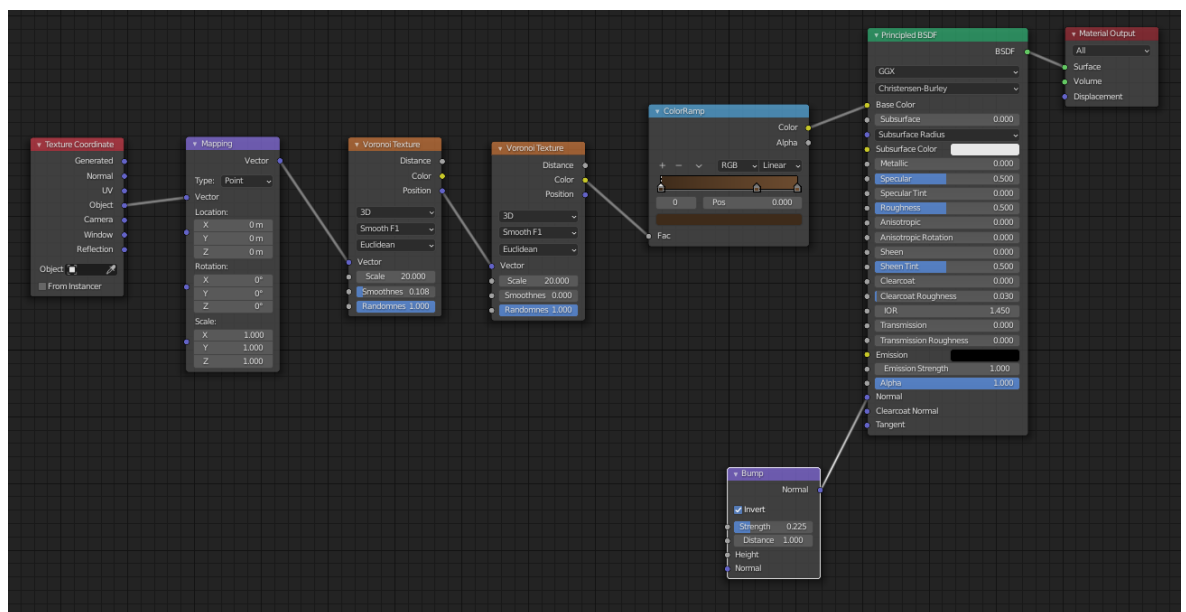 Texture Coordinate
Generated
Normal
UV
Object
Camera
Window
Reflection
Object
From Instancer
Mapping
Vector
Type: Point
Vector
Location:
X 0 m
Y 0 m
Z 0 m
Rotation:
X 0°
Y 0°
Z 0°
Scale:
X 1.000
Y 1.000
Z 1.000
Voronoi Texture
Distance
Color
Position
3D
Smooth F1
Euclidean
Vector
Scale 20.000
Smoothnes 0.108
Randomnes 1.000
Voronoi Texture
Distance
Color
Position
3D
Smooth F1
Euclidean
Vector
Scale 20.000
Smoothnes 0.000
Randomnes 1.000
ColorRamp
Color
Alpha
RGB Linear
0 Pos 0.000
Fac
Principled BSDF
BSDF
GGX
Christensen-Burley
Base Color
Subsurface 0.000
Subsurface Radius
Subsurface Color
Metallic 0.000
Specular 0.500
Specular Tint 0.000
Roughness 0.500
Anisotropic 0.000
Anisotropic Rotation 0.000
Sheen 0.000
Sheen Tint 0.500
Clearcoat 0.000
Clearcoat Roughness 0.030
IOR 1.450
Transmission 0.000
Transmission Roughness 0.000
Emission
Emission Strength 1.000
Alpha 1.000
Normal
Clearcoat Normal
Tangent
Material Output
All
Surface
Volume
Displacement
Bump
Normal
Invert
Strength 0.225
Distance 1.000
Height
Normal